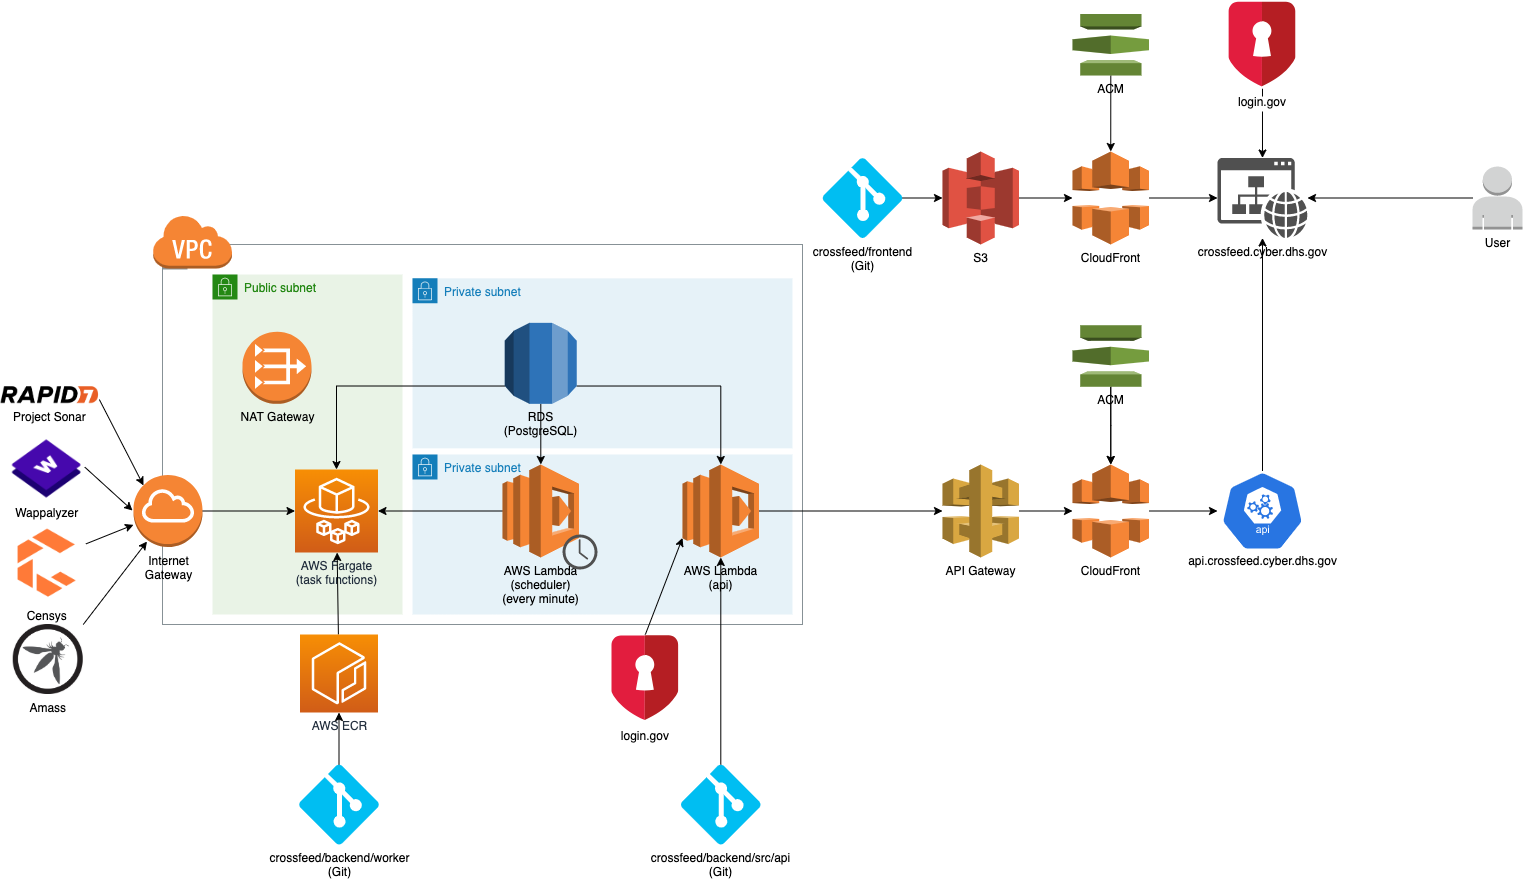 ACM
login.gov
crossfeed/frontend
(Git)
S3
CloudFront
crossfeed.cyber.dhs.gov
User
VPC
Public subnet
Private subnet
NAT Gateway
RDS
(PostgreSQL)
RAPID7
Project Sonar
W
Wappalyzer
Censys
Amass
Internet
Gateway
AWS Fargate
(task functions)
Private subnet
AWS Lambda
(scheduler)
(every minute)
AWS Lambda
(api)
ACM
API Gateway
CloudFront
api
api.crossfeed.cyber.dhs.gov
AWS ECR
login.gov
crossfeed/backend/worker
(Git)
crossfeed/backend/src/api
(Git)